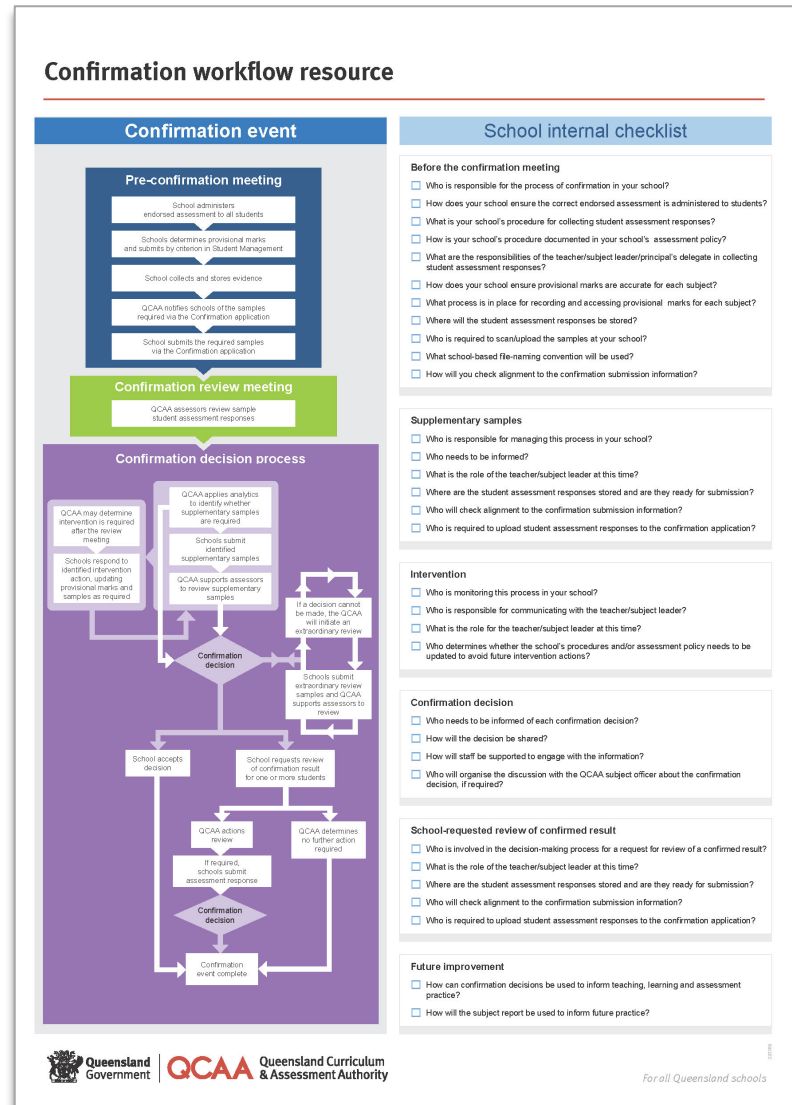 Confirmation workflow resource
Confirmation event
Pre-confirmation meeting
School administers
endorsed assessment to all students
Schools determines provisional marks
and submits by criterion in Student Management
School collects and stores evidence
QCAA notifies schools of the samples
required via the Confirmation application
School submits the required samples
via the Confirmation application
Confirmation review meeting
QCAA assessors review sample
student assessment responses
Confirmation decision process
QCAA may determine
intervention is required
after the review
meeting
Schools respond to
identified intervention
action, updating
provisional marks and
samples as required
QCAA applies analytics
to identify whether
supplementary samples
are required
Schools submit
identified
supplementary samples
QCAA supports assessors
to review supplementary
samples
If a decision cannot
be made, the QCAA
will initiate an
extraordinary review
Schools submit
extraordinary review
samples and QCAA
supports assessors to
review
Confirmation
decision
School accepts
decision
School requests review
of confirmation result
for one or more students
QCAA actions
review
QCAA determines
no further action
required
If required,
schools submit
assessment response
Confirmation
decision
Confirmation
event complete
School internal checklist
Before the confirmation meeting
Who is responsible for the process of confirmation in your school?
How does your school ensure the correct endorsed assessment is administered to students?
What is your school's procedure for collecting student assessment responses?
How is your school's procedure documented in your school's assessment policy?
What are the responsibilities of the teacher/subject leader/principal's delegate in collecting
student assessment responses?
How does your school ensure provisional marks are accurate for each subject?
What process is in place for recording and accessing provisional marks for each subject?
Where will the student assessment responses be stored?
Who is required to scan/upload the samples at your school?
What school-based file-naming convention will be used?
How will you check alignment to the confirmation submission information?
Supplementary samples
Who is responsible for managing this process in your school?
Who needs to be informed?
What is the role of the teacher/subject leader at this time?
Where are the student assessment responses stored and are they ready for submission?
Who will check alignment to the confirmation submission information?
Who is required to upload student assessment responses to the confirmation application?
Intervention
Who is monitoring this process in your school?
Who is responsible for communicating with the teacher/subject leader?
What is the role for the teacher/subject leader at this time?
Who determines whether the school's procedures and/or assessment policy needs to be
updated to avoid future intervention actions?
Confirmation decision
Who needs to be informed of each confirmation decision?
How will the decision be shared?
How will staff be supported to engage with the information?
Who will organise the discussion with the QCAA subject officer about the confirmation
decision, if required?
School-requested review of confirmed result
Who is involved in the decision-making process for a request for review of a confirmed result?
What is the role of the teacher/subject leader at this time?
Where are the student assessment responses stored and are they ready for submission?
Who will check alignment to the confirmation submission information?
Who is required to upload student assessment responses to the confirmation application?
Future improvement
How can confirmation decisions be used to inform teaching, learning and assessment
practice?
How will the subject report be used to inform future practice?
Queensland
Government
QCAA
Queensland Curriculum
& Assessment Authority
For all Queensland schools